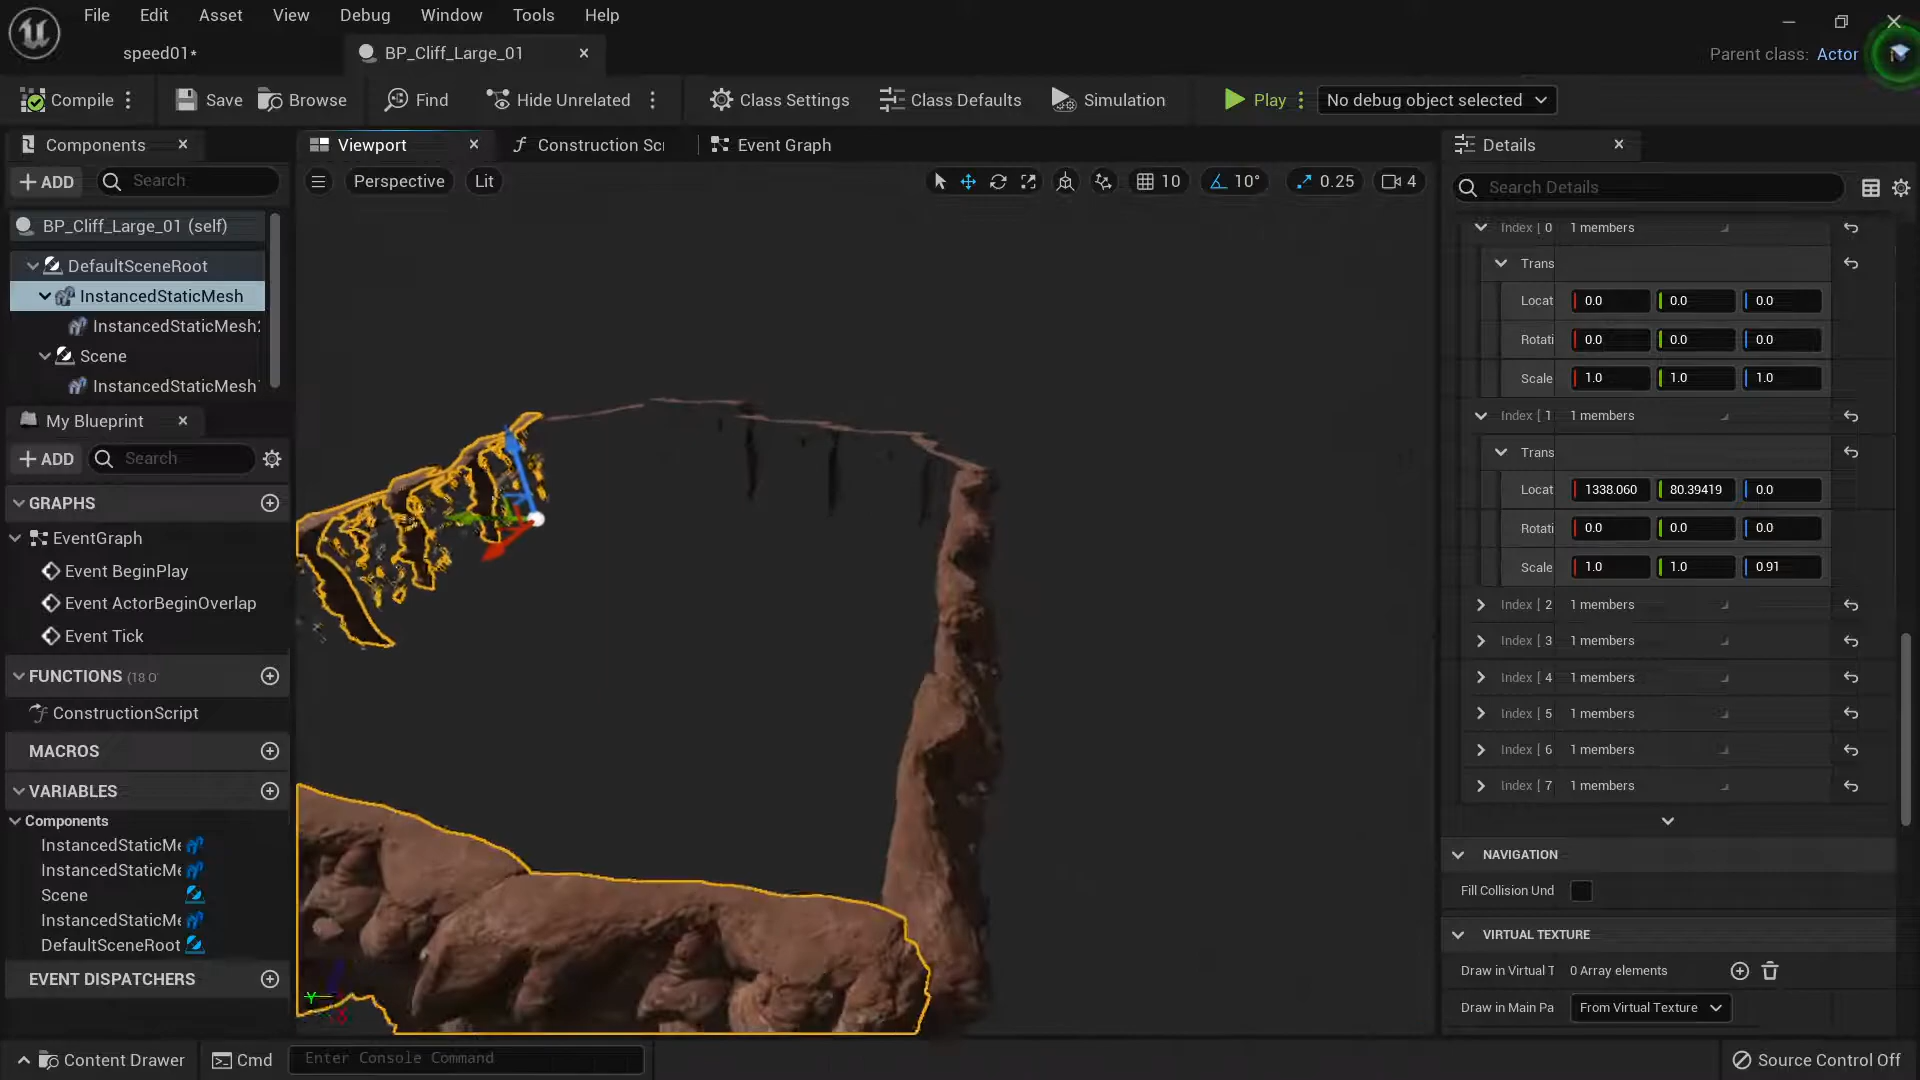 File Edit Asset View Debug Window Tools Help
speed01*
BP_Cliff_Large_01
Parent class: Actor
Compile
Save
Browse
Find
Hide Unrelated
Class Settings
Class Defaults
Simulation
Play
No debug object selected
Components
ADD
Search
BP_Cliff_Large_01 (self)
DefaultSceneRoot
InstancedStaticMesh
InstancedStaticMesh
Scene
InstancedStaticMesh
My Blueprint
ADD
Search
GRAPHS
EventGraph
Event BeginPlay
Event ActorBeginOverlap
Event Tick
FUNCTIONS (18 O
ConstructionScript
MACROS
VARIABLES
Components
InstancedStaticMe
InstancedStaticMe
Scene
InstancedStaticMe
DefaultSceneRoot
EVENT DISPATCHERS
Viewport
Construction Scr
Event Graph
Perspective
Lit
10
10°
0.25
4
Y
Details
Search Details
Index [ 0 1 members
Trans
Locat 0.0 0.0 0.0
Rotati 0.0 0.0 0.0
Scale 1.0 1.0 1.0
Index [ 1 1 members
Trans
Locat 1338.060 80.39419 0.0
Rotati 0.0 0.0 0.0
Scale 1.0 1.0 0.91
Index [ 2 1 members
Index [ 3 1 members
Index [ 4 1 members
Index [ 5 1 members
Index [ 6 1 members
Index [ 7 1 members
NAVIGATION
Fill Collision Und
VIRTUAL TEXTURE
Draw in Virtual T 0 Array elements
Draw in Main Pa From Virtual Texture
Content Drawer
Cmd
Enter Console Command
Source Control Off